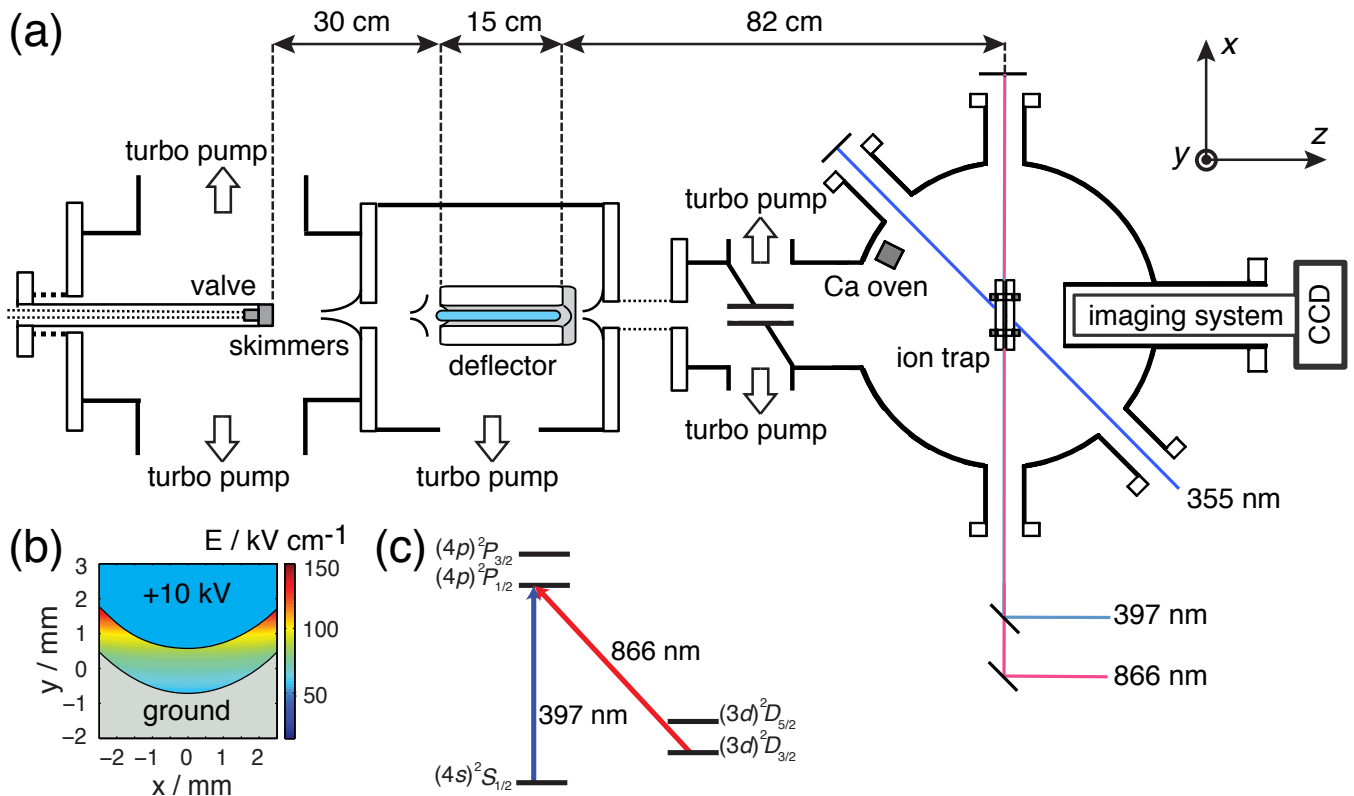 (a)
30 cm
15 cm
82 cm
x
y
z
turbo pump
turbo pump
valve
skimmers
deflector
Ca oven
ion trap
imaging system
CCD
turbo pump
turbo pump
turbo pump
355 nm
397 nm
866 nm
(b)
E / kV cm-1
3
2
1
0
−1
−2
y / mm
+10 kV
ground
−2
−1
0
1
2
x / mm
150
100
50
(c)
(4p)²P3/2
(4p)²P1/2
866 nm
397 nm
(3d)²D5/2
(3d)²D3/2
(4s)²S1/2